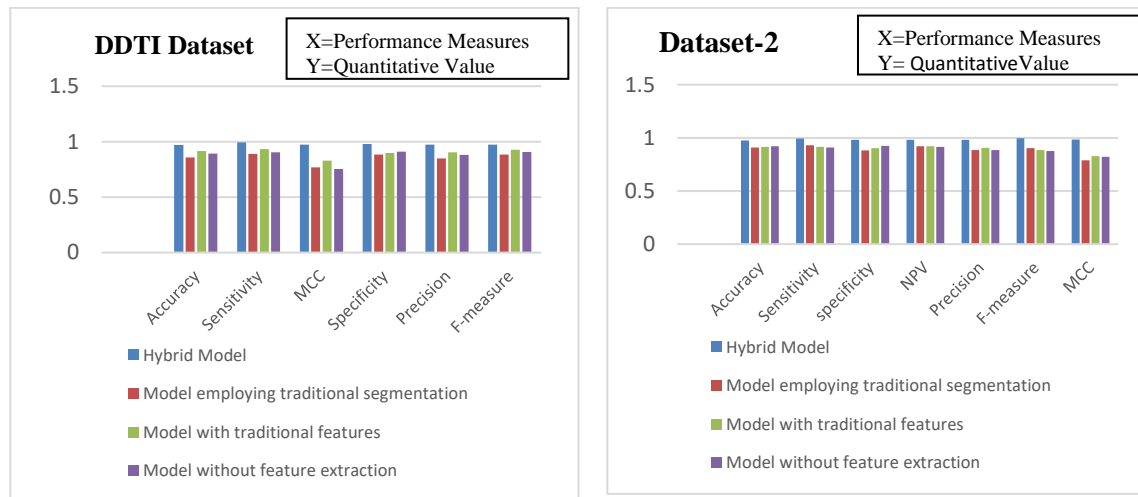 DDTI Dataset
X=Performance Measures
Y=Quantitative Value
1.5
1
0.5
0
Accuracy
Sensitivity
MCC
Specificity
Precision
F-measure
Hybrid Model
Model employing traditional segmentation
Model with traditional features
Model without feature extraction
Dataset-2
X=Performance Measures
Y= QuantitativeValue
1.5
1
0.5
0
Accuracy
Sensitivity
specificity
NPV
Precision
F-measure
MCC
Hybrid Model
Model employing traditional segmentation
Model with traditional features
Model without feature extraction